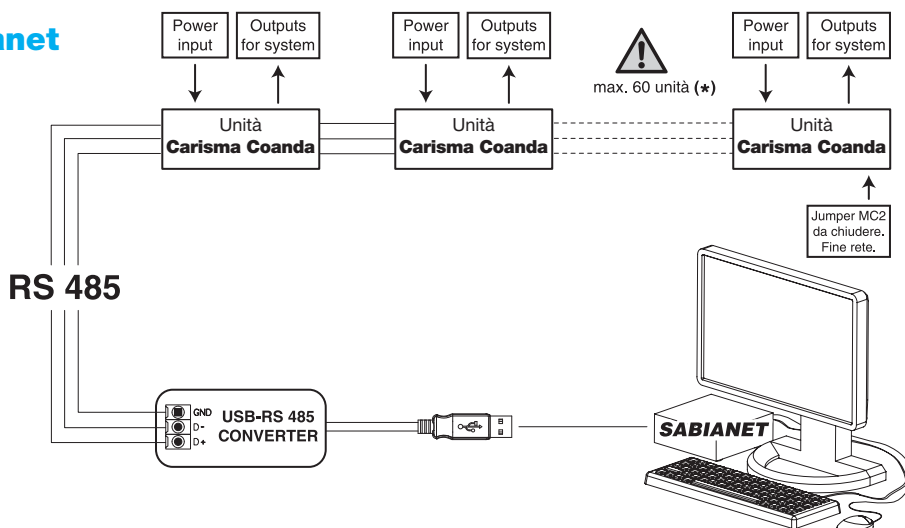 Power
input
Outputs
for system
Power
input
Outputs
for system
max. 60 unità (*)
Power
input
Outputs
for system
Unità
Carisma Coanda
Unità
Carisma Coanda
Unità
Carisma Coanda
Jumper MC2
da chiudere.
Fine rete.
RS 485
GND
D-
D+
USB-RS 485
CONVERTER
SABIANET